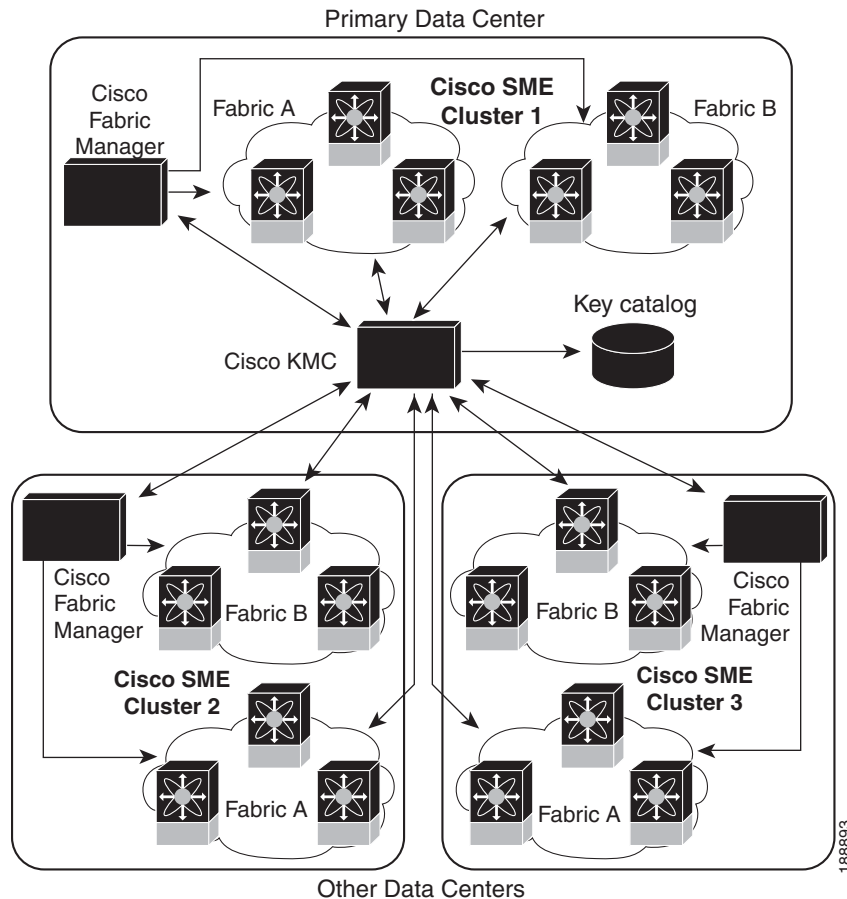 Primary Data Center
Cisco
Fabric
Manager
Fabric A
Cisco SME
Cluster 1
Fabric B
Key catalog
Cisco KMC
Cisco
Fabric
Manager
Fabric B
Cisco SME
Cluster 2
Fabric A
Fabric B
Cisco
Fabric
Manager
Cisco SME
Cluster 3
Fabric A
188893
Other Data Centers